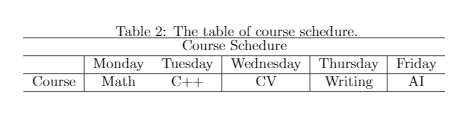 Table 2: The table of course schedure.
Course Schedure
Monday Tuesday Wednesday Thursday Friday
Course Math C++ CV Writing AI